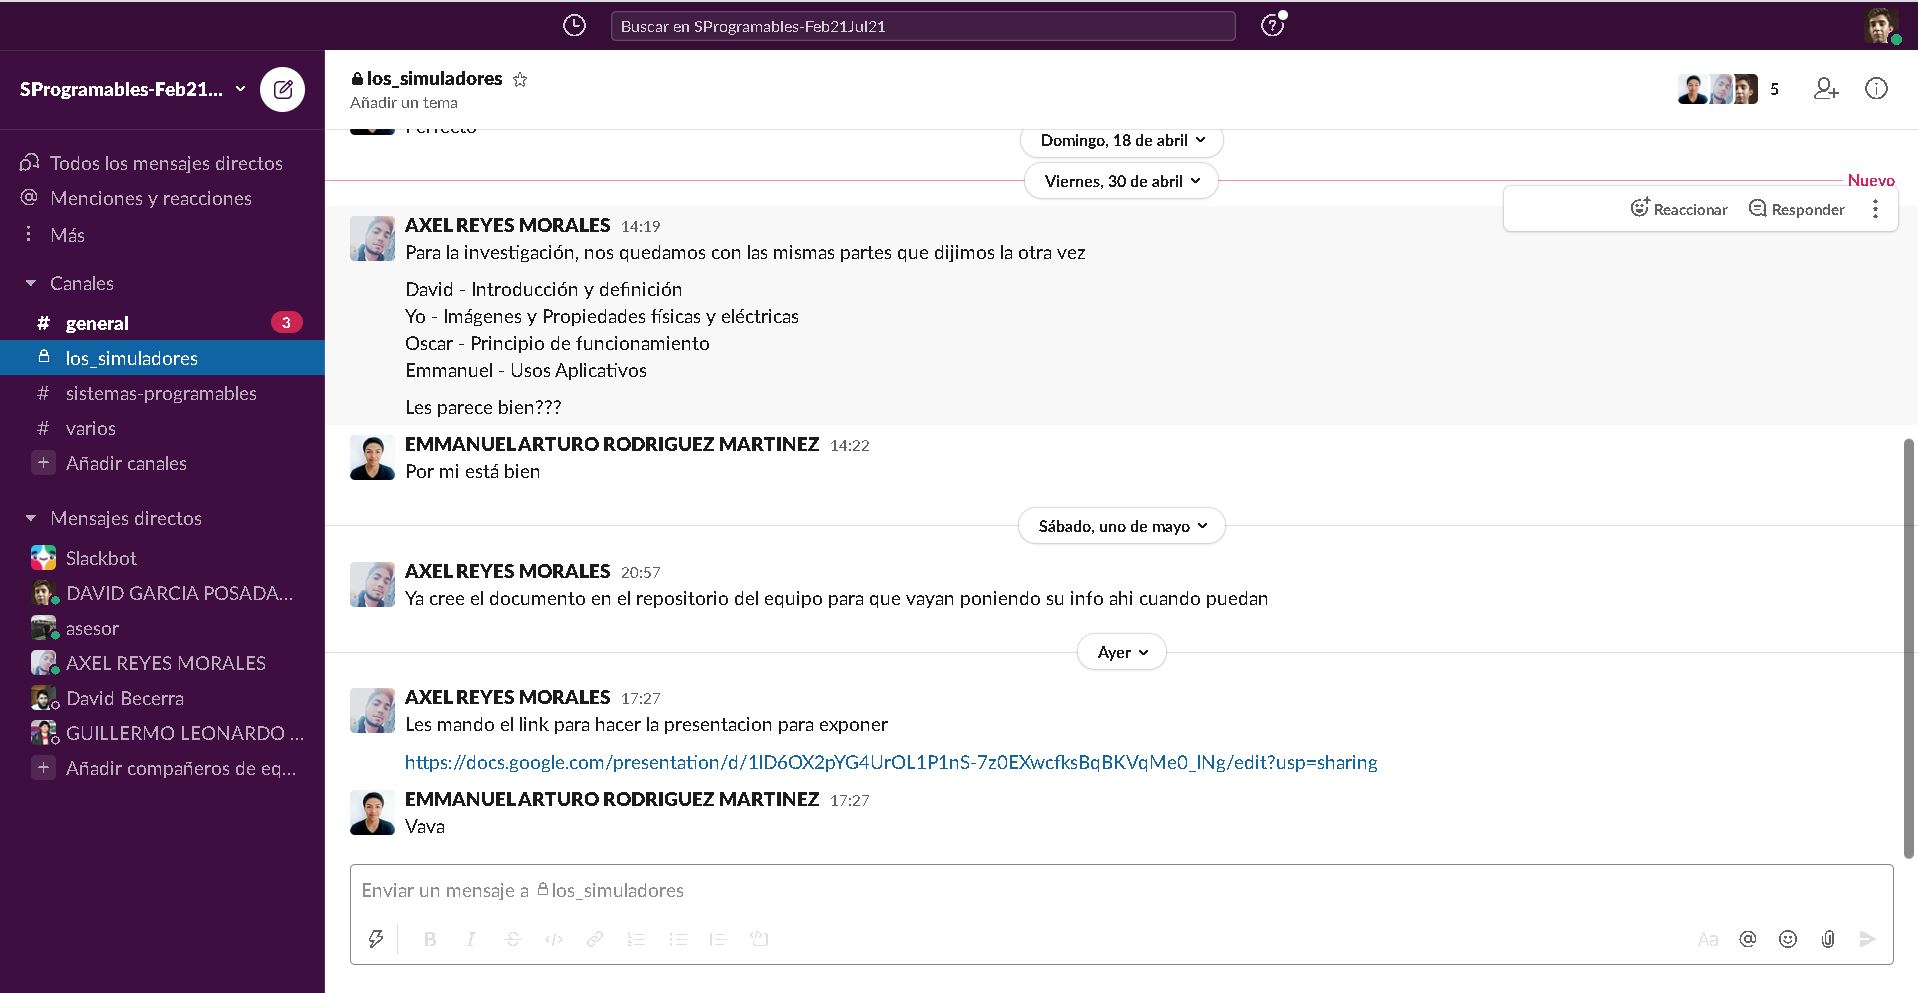 Buscar en SProgramables-Feb21Jul21
SProgramables-Feb21...
Todos los mensajes directos
Menciones y reacciones
Más
Canales
# general 3
los_simuladores
# sistemas-programables
# varios
+ Añadir canales
Mensajes directos
Slackbot
DAVID GARCIA POSADA...
asesor
AXEL REYES MORALES
David Becerra
GUILLERMO LEONARDO ...
+ Añadir compañeros de eq...
los_simuladores
Añadir un tema
5
Perfecto
Domingo, 18 de abril
Viernes, 30 de abril
Nuevo
Reaccionar Responder
AXEL REYES MORALES 14:19
Para la investigación, nos quedamos con las mismas partes que dijimos la otra vez
David - Introducción y definición
Yo - Imágenes y Propiedades físicas y eléctricas
Oscar - Principio de funcionamiento
Emmanuel - Usos Aplicativos
Les parece bien???
EMMANUEL ARTURO RODRIGUEZ MARTINEZ 14:22
Por mi está bien
Sábado, uno de mayo
AXEL REYES MORALES 20:57
Ya cree el documento en el repositorio del equipo para que vayan poniendo su info ahi cuando puedan
Ayer
AXEL REYES MORALES 17:27
Les mando el link para hacer la presentacion para exponer
https://docs.google.com/presentation/d/1lD6OX2pYG4UrOL1P1nS-7z0EXwcfksBqBKVqMe0_lNg/edit?usp=sharing
EMMANUEL ARTURO RODRIGUEZ MARTINEZ 17:27
Vava
Enviar un mensaje a los_simuladores
Aa